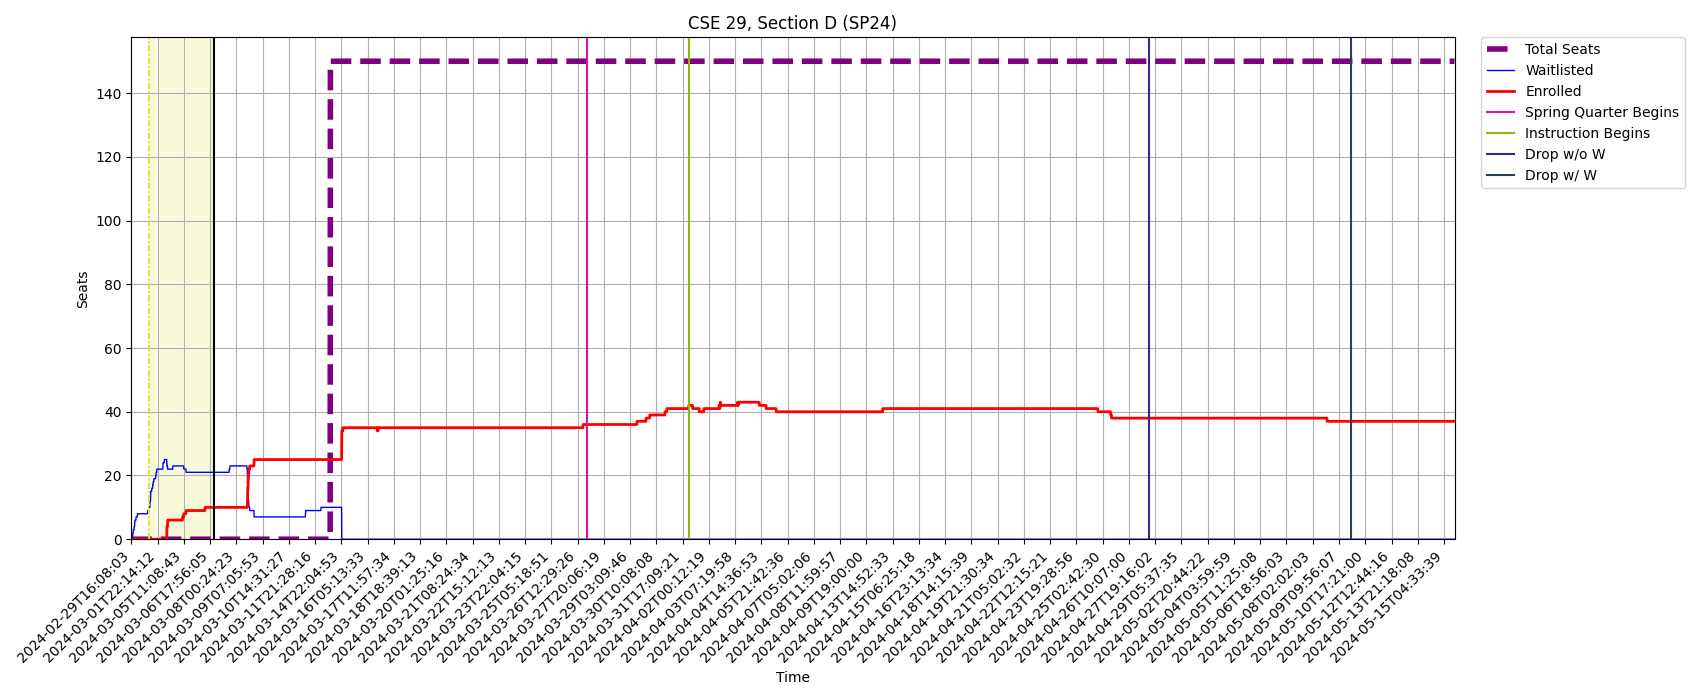 CSE 29, Section D (SP24)
Total Seats
Waitlisted
Enrolled
Spring Quarter Begins
Instruction Begins
Drop w/o W
Drop w/ W
Seats
140
120
100
80
60
40
20
0
2024-02-29T16:08:03
2024-03-01T22:14:12
2024-03-05T11:08:43
2024-03-06T17:56:05
2024-03-08T00:24:23
2024-03-09T07:05:53
2024-03-10T14:31:27
2024-03-11T21:28:16
2024-03-14T22:04:53
2024-03-16T05:13:33
2024-03-17T11:57:34
2024-03-18T18:39:13
2024-03-20T01:25:16
2024-03-21T08:24:34
2024-03-22T15:12:13
2024-03-23T22:04:15
2024-03-25T05:18:51
2024-03-26T12:29:26
2024-03-27T20:06:19
2024-03-29T03:09:46
2024-03-30T10:08:08
2024-03-31T17:09:21
2024-04-02T00:12:19
2024-04-03T07:19:58
2024-04-04T14:36:53
2024-04-05T21:42:36
2024-04-07T05:02:06
2024-04-08T11:59:57
2024-04-09T19:00:00
2024-04-13T14:52:33
2024-04-15T06:25:18
2024-04-16T23:13:34
2024-04-18T14:15:39
2024-04-19T21:30:34
2024-04-21T05:02:32
2024-04-22T12:15:21
2024-04-23T19:28:56
2024-04-25T02:42:30
2024-04-26T10:07:00
2024-04-27T19:16:02
2024-04-29T05:37:35
2024-05-02T20:44:22
2024-05-04T03:59:59
2024-05-05T11:25:08
2024-05-06T18:56:03
2024-05-08T02:02:03
2024-05-09T09:56:07
2024-05-10T17:21:00
2024-05-12T12:44:16
2024-05-13T21:18:08
2024-05-15T04:33:39
Time